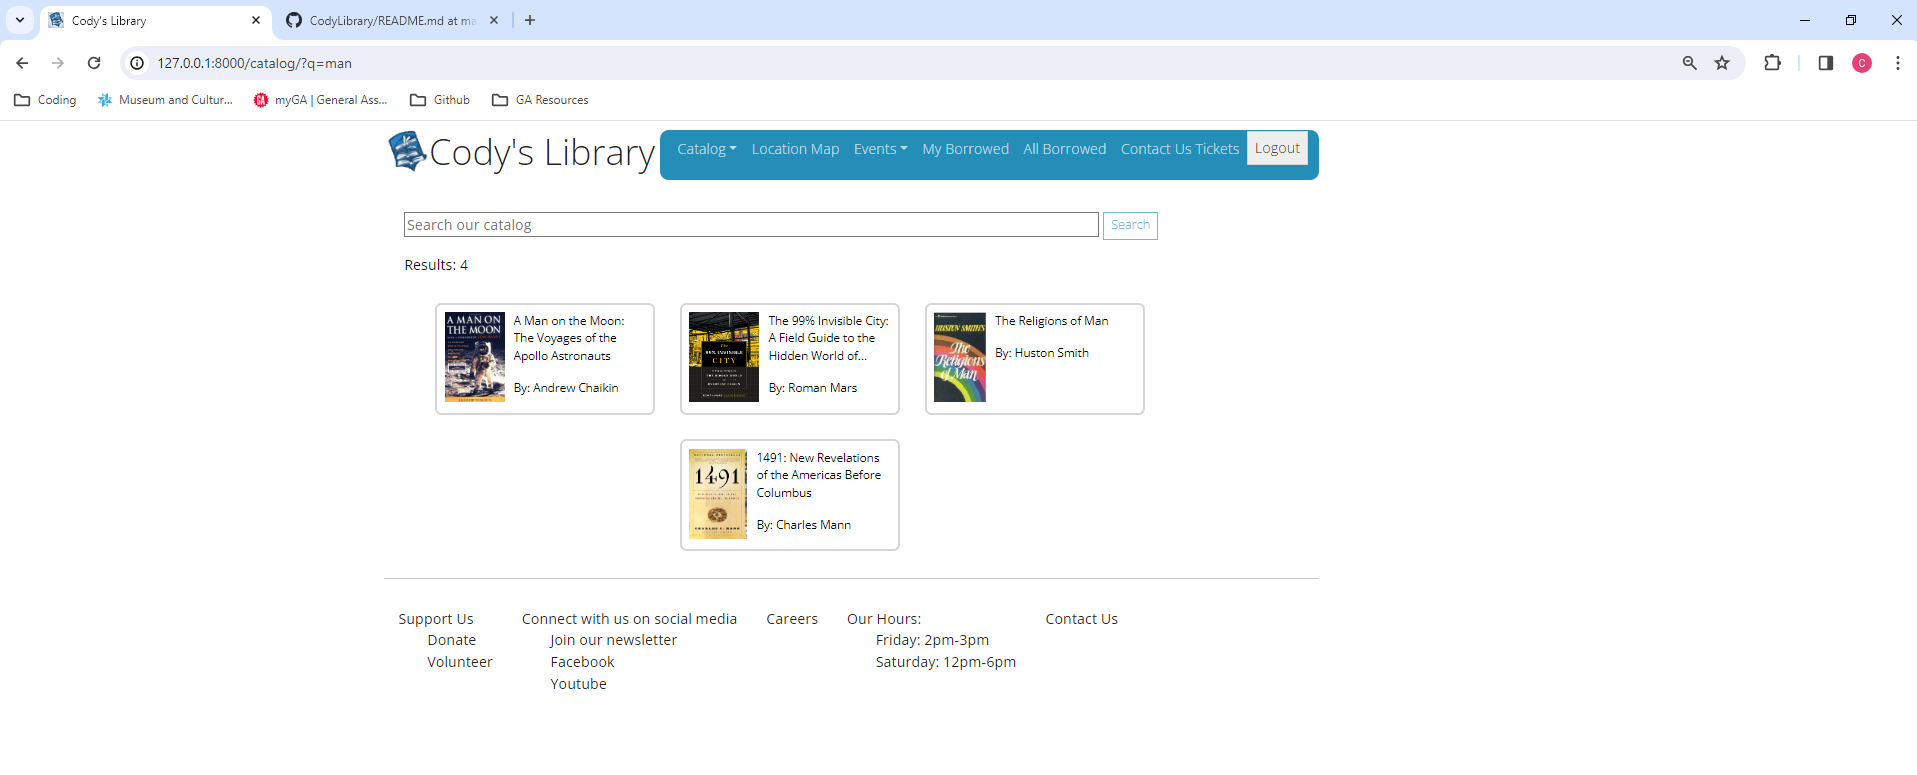 Cody's Library
CodyLibrary/README.md at ma
127.0.0.1:8000/catalog/?q=man
C
Coding
Museum and Cultur...
GA
myGA | General Ass...
Github
GA Resources
Cody's Library
Catalog
Location Map
Events
My Borrowed
All Borrowed
Contact Us Tickets
Logout
Search our catalog
Search
Results: 4
A MAN ON
THE MOON
A Man on the Moon:
The Voyages of the
Apollo Astronauts
By: Andrew Chaikin
The
99% INVISIBLE
CITY
The 99% Invisible City:
A Field Guide to the
Hidden World of...
By: Roman Mars
HUSTON SMITH'S
The
Religions
of Man
The Religions of Man
By: Huston Smith
1491
CHARLES C. MANN
1491: New Revelations
of the Americas Before
Columbus
By: Charles Mann
Support Us
Donate
Volunteer
Connect with us on social media
Join our newsletter
Facebook
Youtube
Careers
Our Hours:
Friday: 2pm-3pm
Saturday: 12pm-6pm
Contact Us